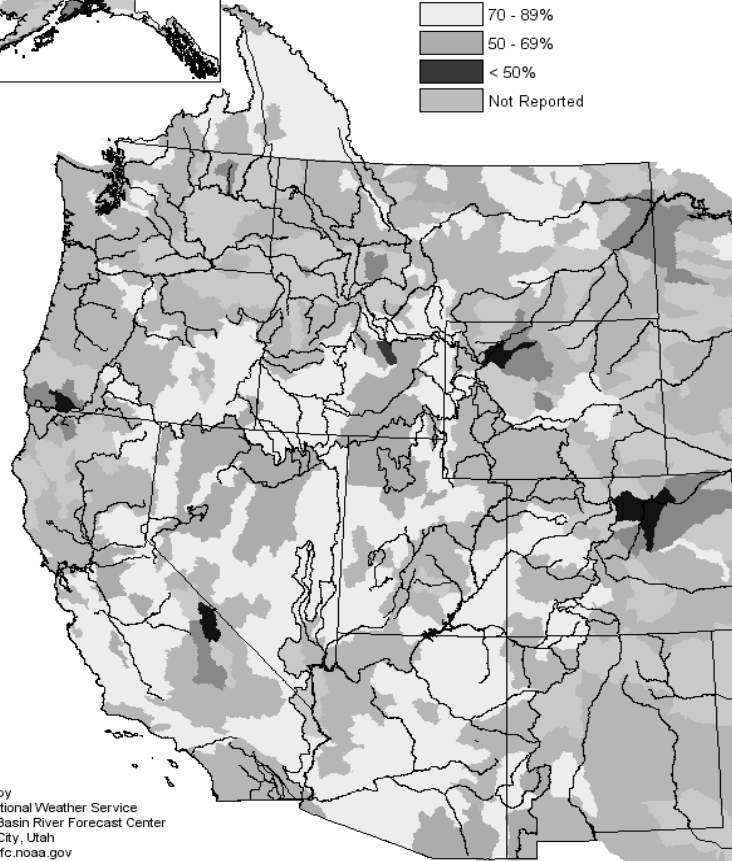 70 - 89%
50 - 69%
< 50%
Not Reported
by
tional Weather Service
Basin River Forecast Center
City, Utah
fc.noaa.gov